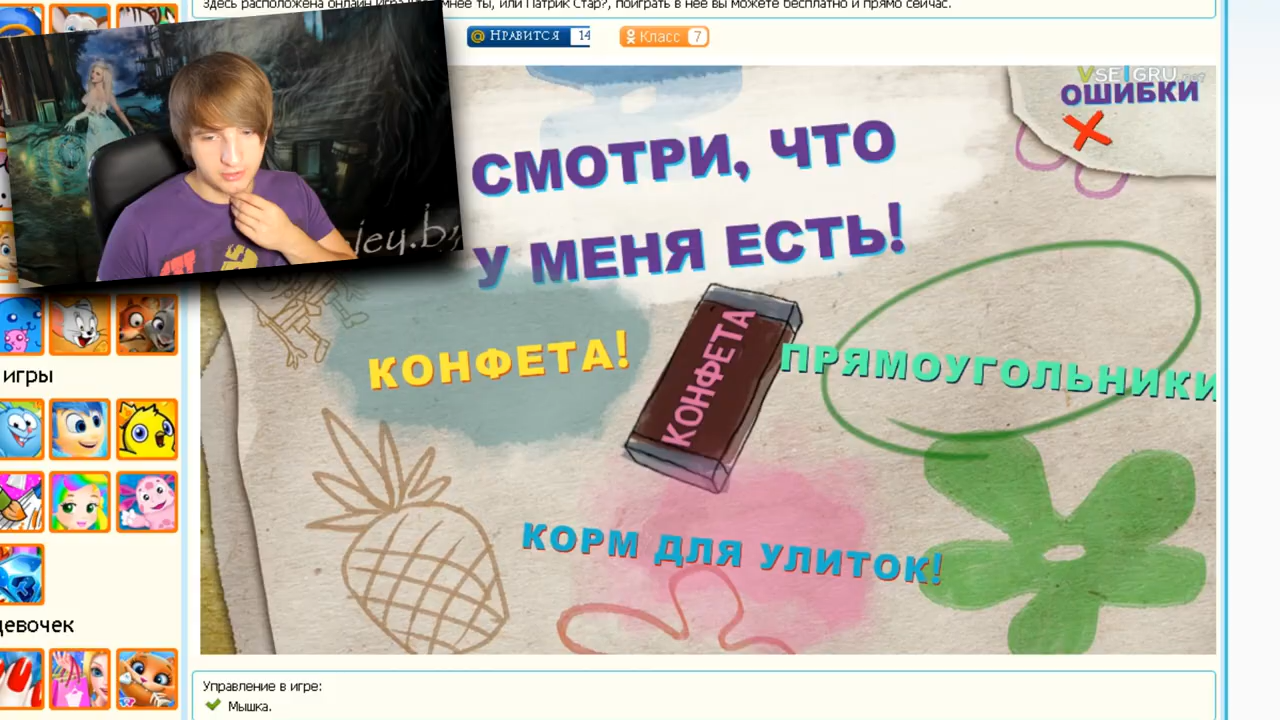 Здесь расположена онлайн игра
ты, или Патрик Стар?, поиграть в нее вы можете бесплатно и прямо сейчас.
@ Нравится 14
Класс 7
VSEIGRU.net
ОШИБКИ
СМОТРИ, ЧТО
У МЕНЯ ЕСТЬ!
КОНФЕТА!
КОНФЕТА
ПРЯМОУГОЛЬНИКИ
КОРМ ДЛЯ УЛИТОК!
игры
девочек
Управление в игре:
Мышка.